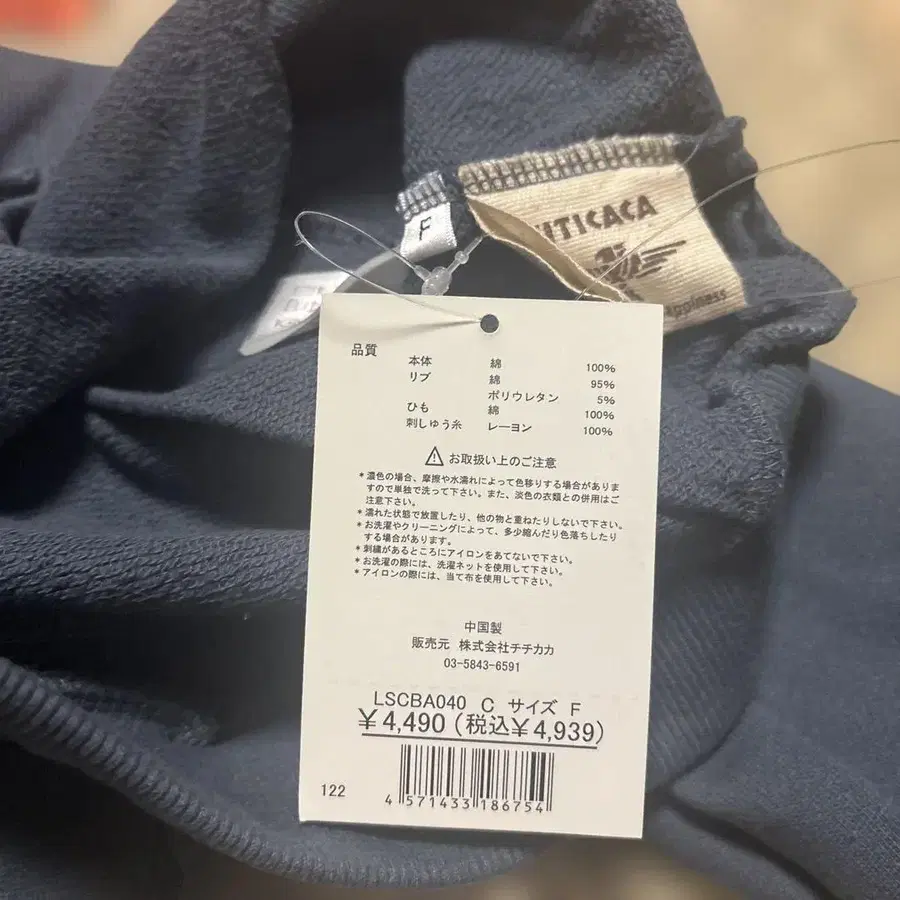 F
TITICACA
appiness
品質
本体 綿 100%
リブ 綿 95%
ポリウレタン 5%
ひも 綿 100%
刺しゅう糸 レーヨン 100%
⚠ お取扱い上のご注意
*濃色の場合、摩擦や水濡れによって色移りする場合がありま
すので単独で洗って下さい。また、淡色の衣類との併用はご
注意下さい。
*濡れた状態で放置したり、他の物と重ねたりしないで下さい。
*お洗濯やクリーニングによって、多少縮んだり色落ちしたり
する場合があります。
*刺繍があるところにアイロンをあてないで下さい。
*お洗濯の際には、洗濯ネットを使用して下さい。
*アイロンの際には、当て布を使用して下さい。
中国製
販売元 株式会社チチカカ
03-5843-6591
LSCBA040 C サイズ F
¥4,490(税込¥4,939)
122
4 571433 186754